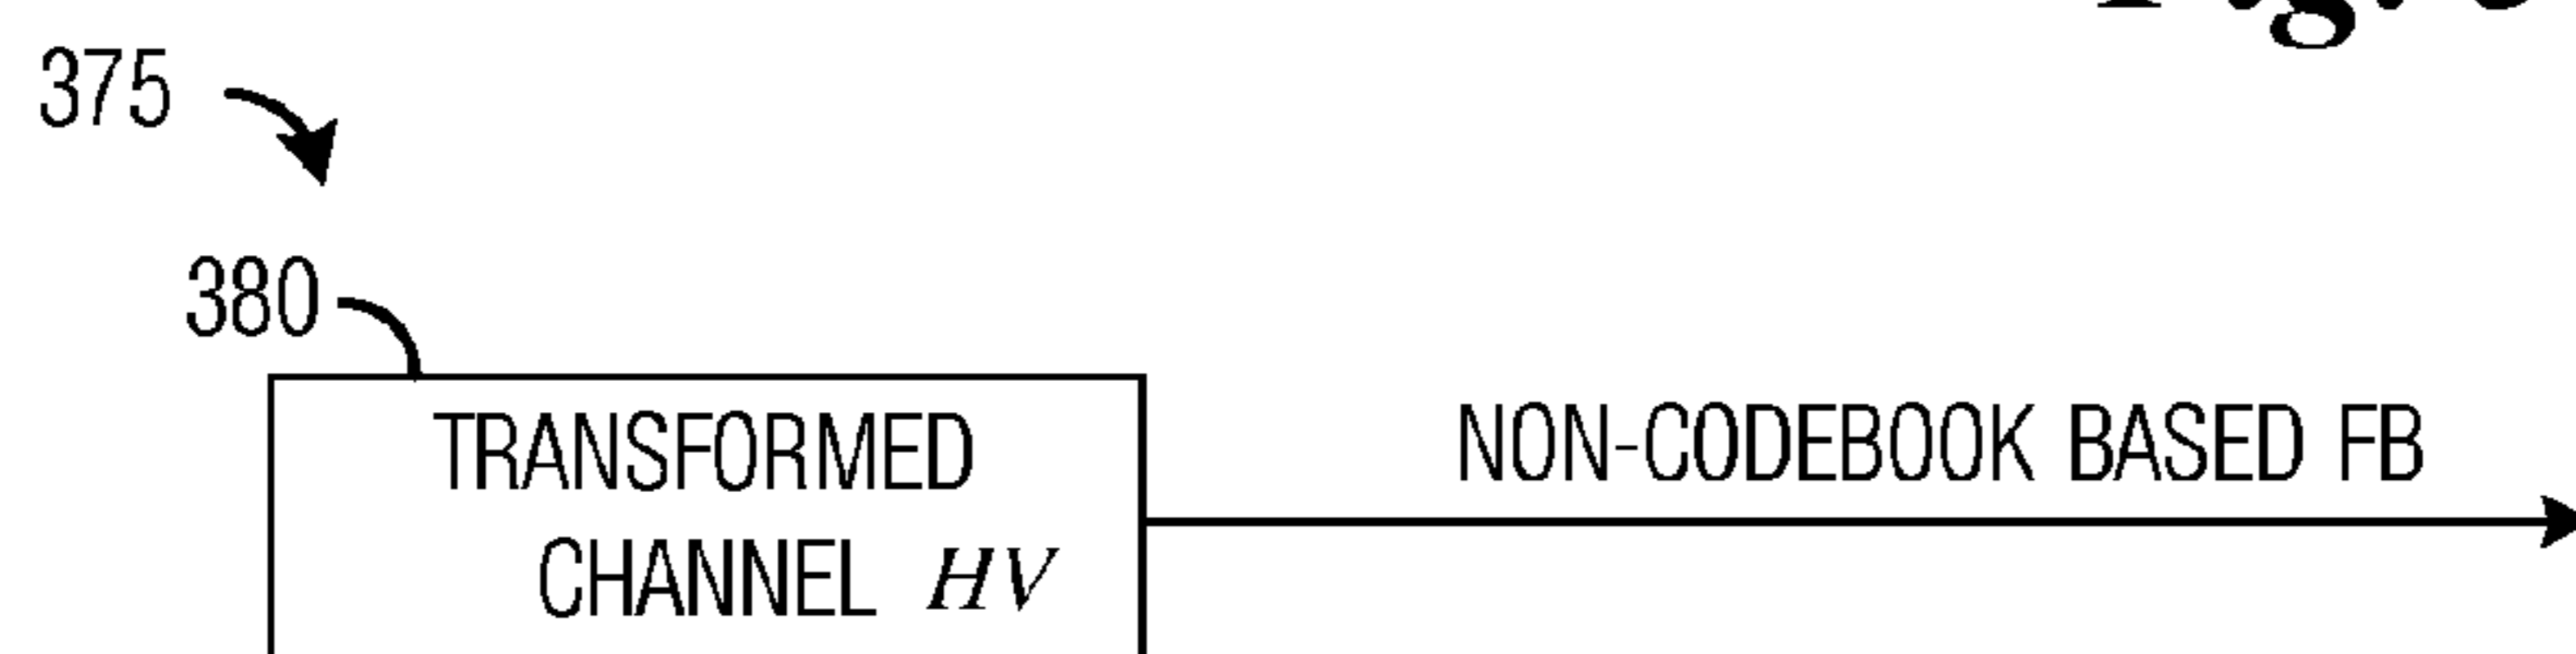 375
380
TRANSFORMED
CHANNEL HV
NON-CODEBOOK BASED FB